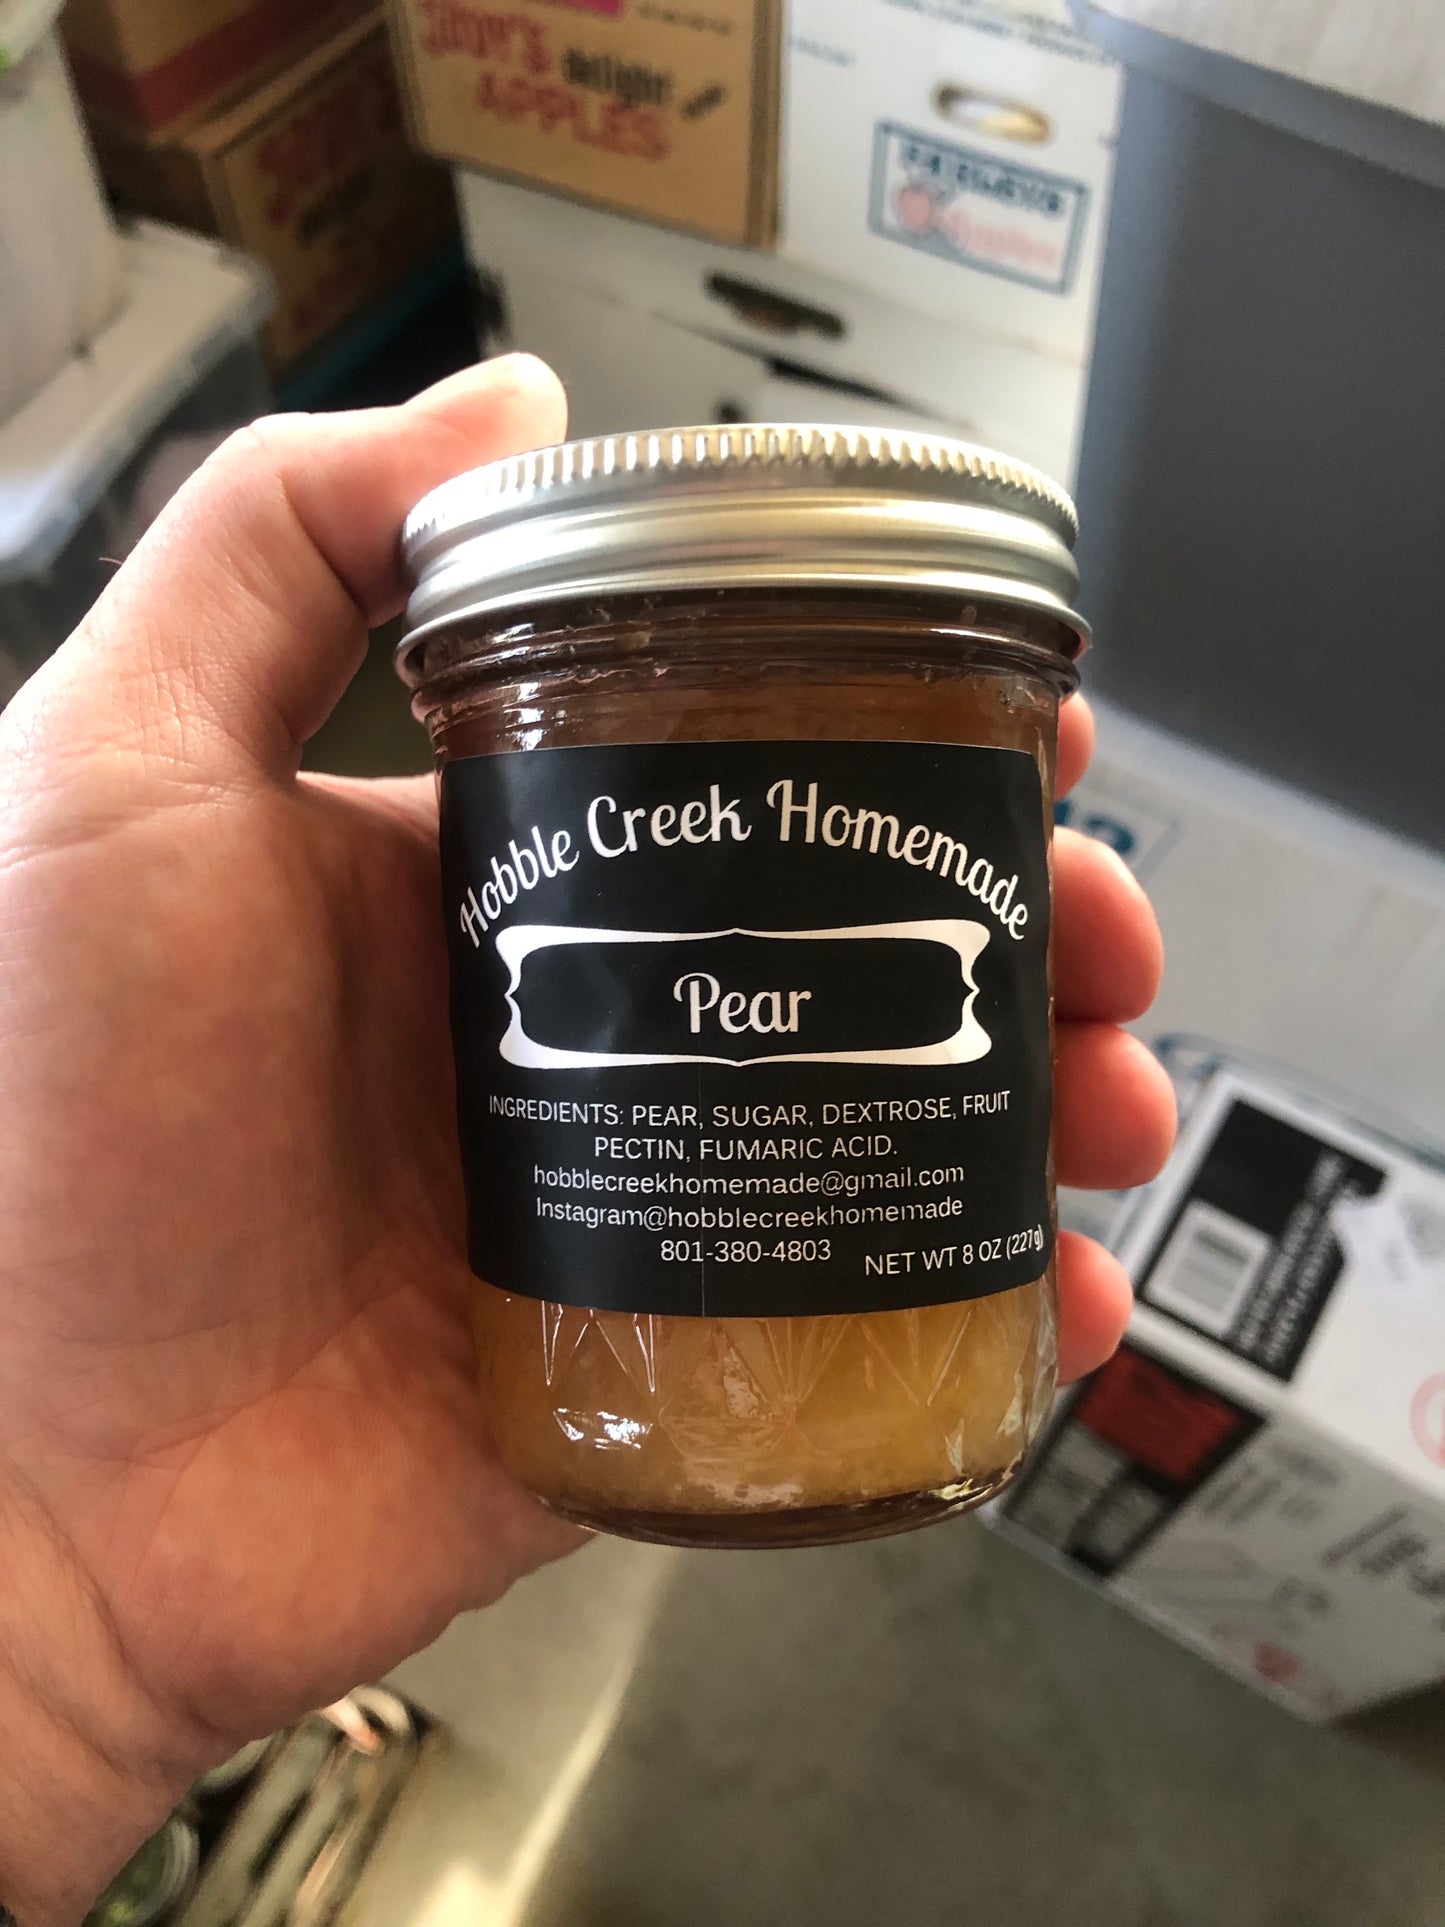 delight
APPLES
Hobble Creek Homemade
Pear
INGREDIENTS: PEAR, SUGAR, DEXTROSE, FRUIT
PECTIN, FUMARIC ACID.
hobblecreekhomemade@gmail.com
Instagram@hobblecreekhomemade
801-380-4803
NET WT 8 OZ (227g)